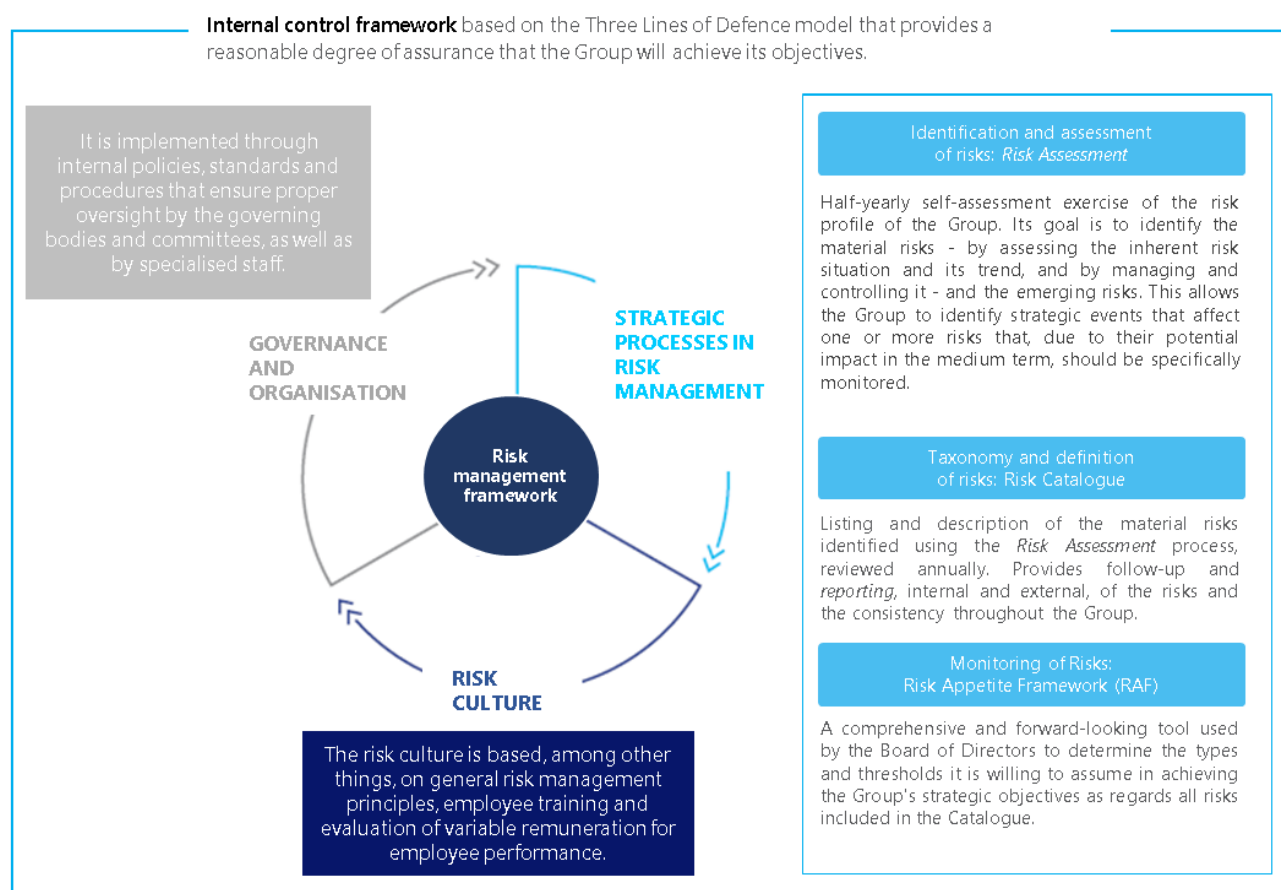 Internal control framework based on the Three Lines of Defence model that provides a
reasonable degree of assurance that the Group will achieve its objectives.
It is implemented through
internal policies, standards and
procedures that ensure proper
oversight by the governing
bodies and committees, as well as
by specialised staff.
GOVERNANCE
AND
ORGANISATION
STRATEGIC
PROCESSES IN
RISK
MANAGEMENT
Risk
management
framework
RISK
CULTURE
The risk culture is based, among other
things, on general risk management
principles, employee training and
evaluation of variable remuneration for
employee performance.
Identification and assessment
of risks: Risk Assessment
Half-yearly self-assessment exercise of the risk
profile of the Group. Its goal is to identify the
material risks - by assessing the inherent risk
situation and its trend, and by managing and
controlling it - and the emerging risks. This allows
the Group to identify strategic events that affect
one or more risks that, due to their potential
impact in the medium term, should be specifically
monitored.
Taxonomy and definition
of risks: Risk Catalogue
Listing and description of the material risks
identified using the Risk Assessment process,
reviewed annually. Provides follow-up and
reporting, internal and external, of the risks and
the consistency throughout the Group.
Monitoring of Risks:
Risk Appetite Framework (RAF)
A comprehensive and forward-looking tool used
by the Board of Directors to determine the types
and thresholds it is willing to assume in achieving
the Group's strategic objectives as regards all risks
included in the Catalogue.